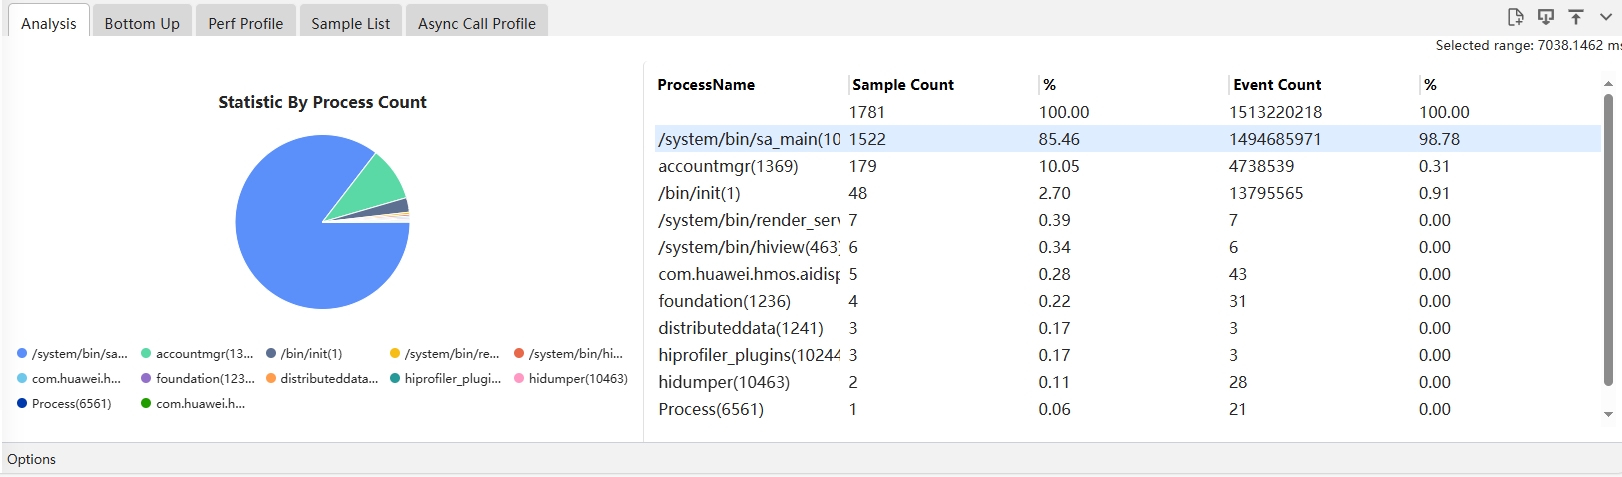 Analysis Bottom Up Perf Profile Sample List Async Call Profile
Selected range: 7038.1462 ms
Statistic By Process Count
/system/bin/sa... accountmgr(13... /bin/init(1) /system/bin/re... /system/bin/hi...
com.huawei.h... foundation(123... distributeddata... hiprofiler_plugi... hidumper(10463)
Process(6561) com.huawei.h...
ProcessName Sample Count % Event Count %
1781 100.00 1513220218 100.00
/system/bin/sa_main(10 1522 85.46 1494685971 98.78
accountmgr(1369) 179 10.05 4738539 0.31
/bin/init(1) 48 2.70 13795565 0.91
/system/bin/render_serv 7 0.39 7 0.00
/system/bin/hiview(463) 6 0.34 6 0.00
com.huawei.hmos.aidisp 5 0.28 43 0.00
foundation(1236) 4 0.22 31 0.00
distributeddata(1241) 3 0.17 3 0.00
hiprofiler_plugins(10244 3 0.17 3 0.00
hidumper(10463) 2 0.11 28 0.00
Process(6561) 1 0.06 21 0.00
Options